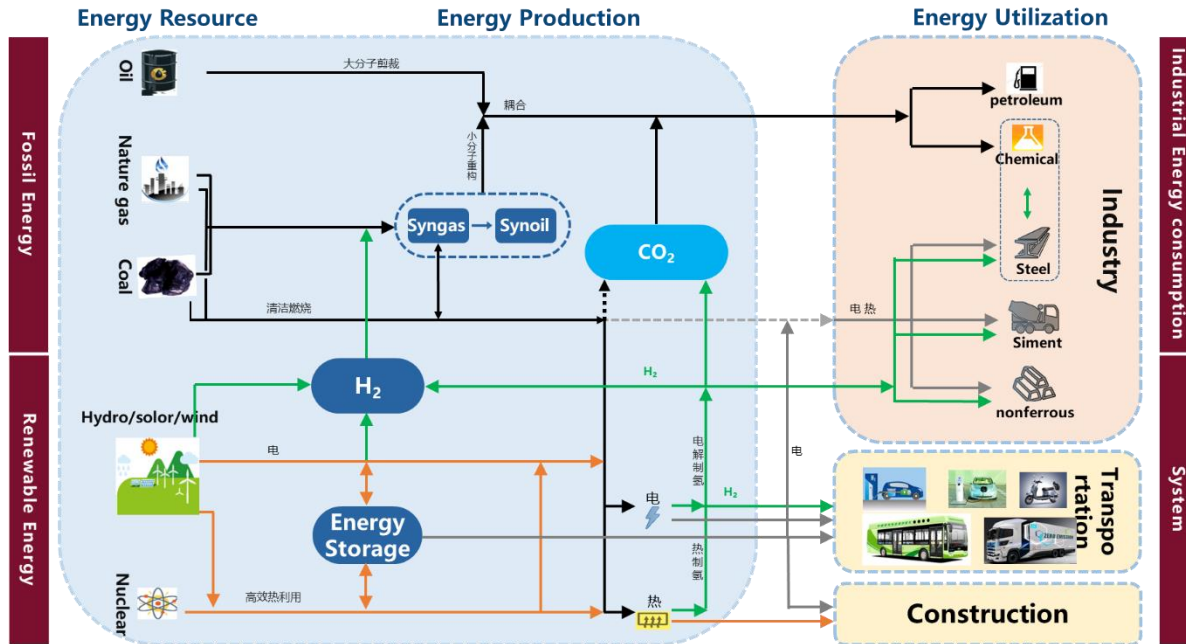 Energy Resource
Energy Production
Energy Utilization
Fossil Energy
Renewable Energy
Oil
Nature gas
Coal
Hydro/solor/wind
Nuclear
大分子剪裁
耦合
小分子重构
Syngas
Synoil
CO₂
清洁燃烧
电 热
H₂
H₂
电
Energy
Storage
高效热利用
电
热
电解制氢
热制氢
H₂
电
petroleum
Chemical
Steel
Siment
nonferrous
Industry
Transpo
rtation
Construction
Industrial Energy consumption
System